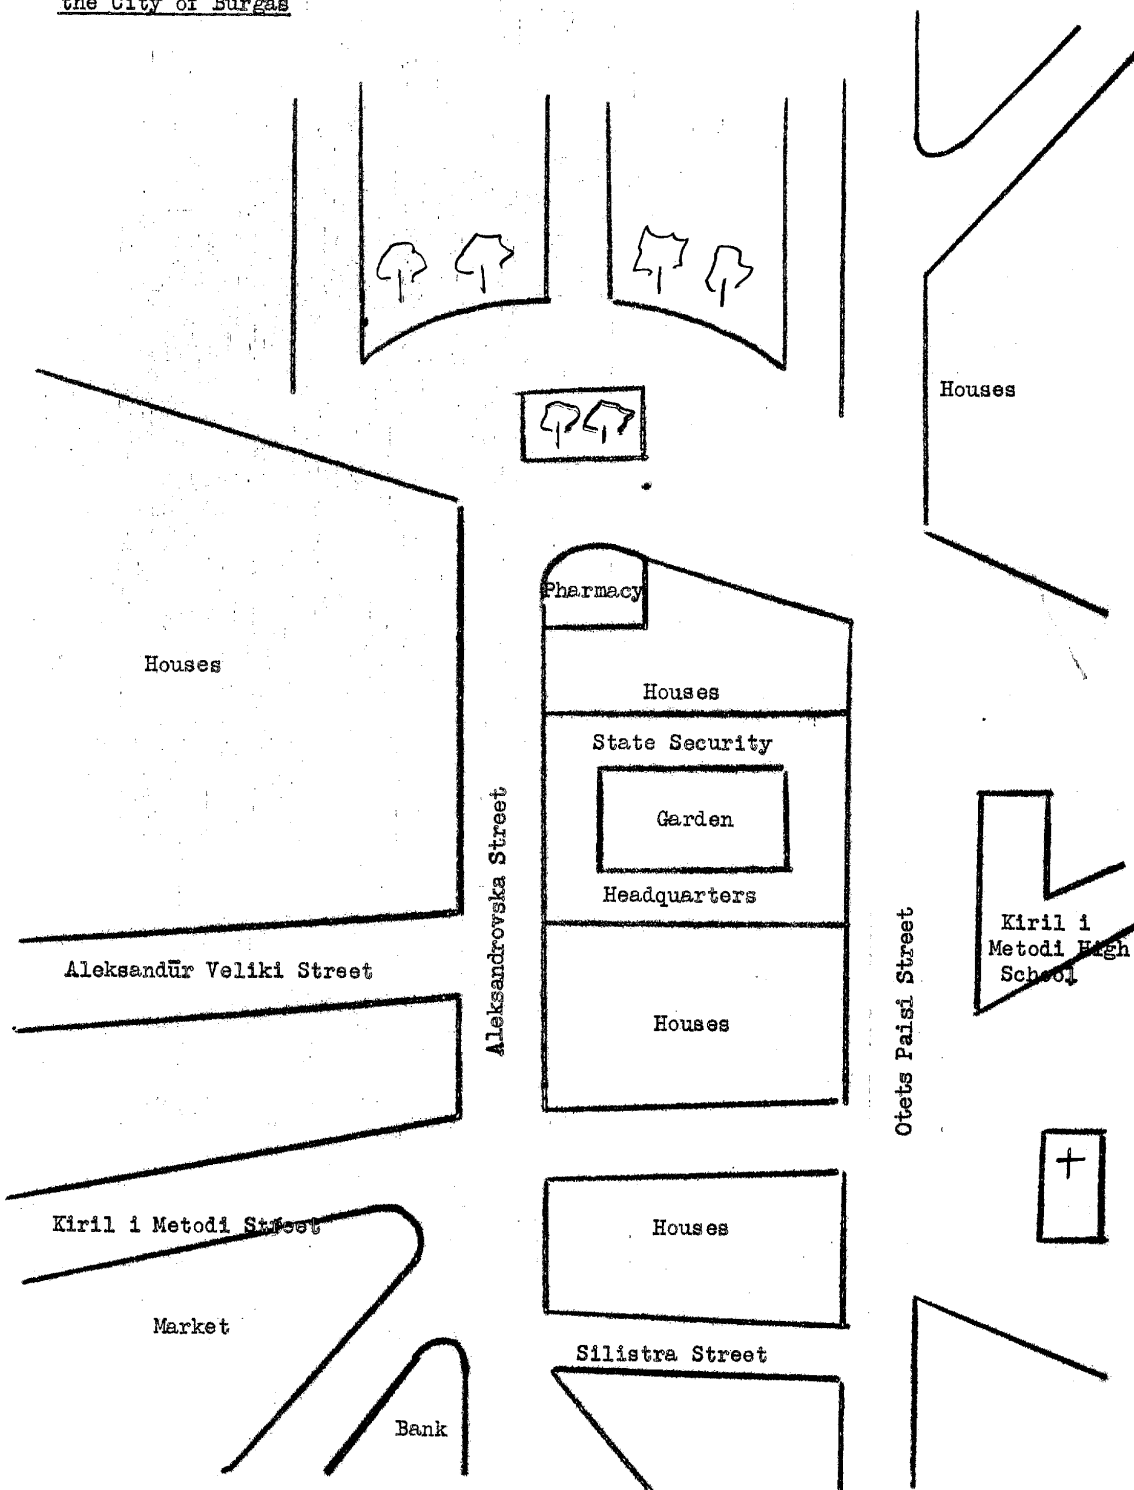 the City of Burgas
Houses
Pharmacy
Houses
Houses
State Security
Garden
Headquarters
Aleksandrovska Street
Kiril i
Metodi High
School
Otets Paisi Street
Aleksandūr Veliki Street
Houses
Kiril i Metodi Street
Houses
Market
Silistra Street
Bank